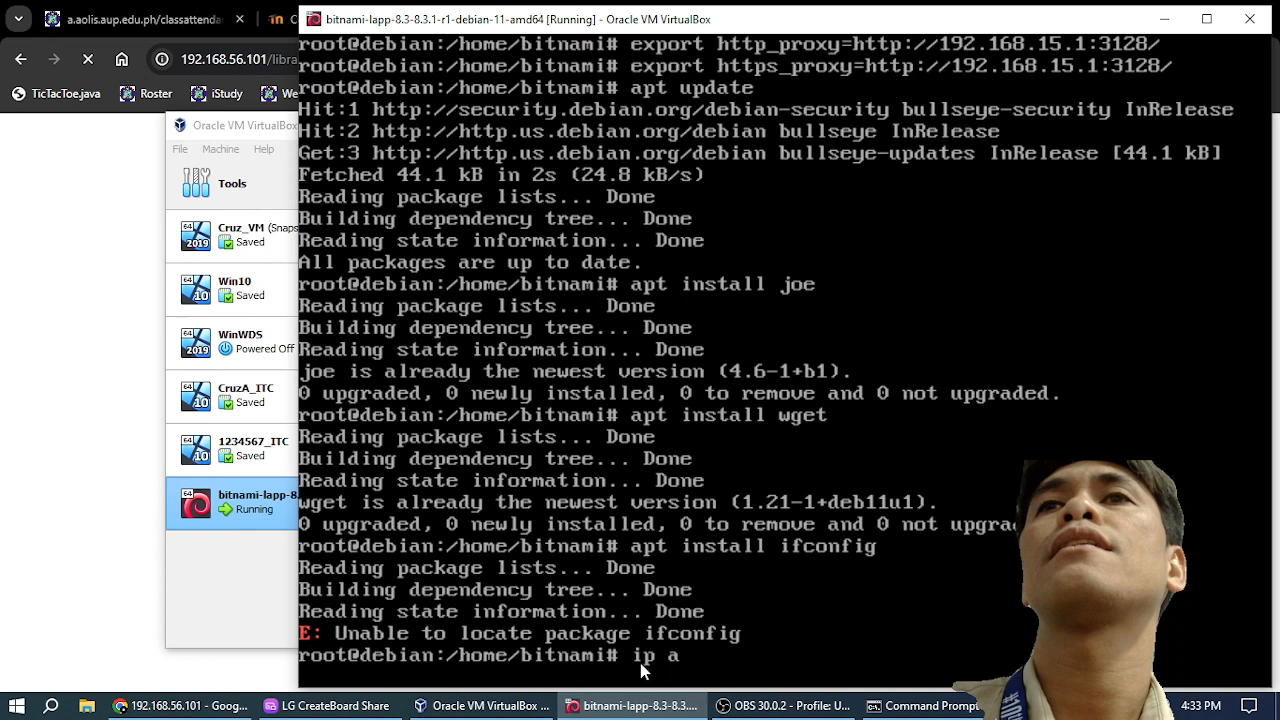 bitnami-lapp-8.3-8.3.1-r1-debian-11-amd64 [Running] - Oracle VM VirtualBox
a.aou.saisapuq/dy/classattendan
101/librar
Roster
iStudy
Wel
Oracle VM VirtualBox
File Machine Help
Tools
Cruz_VM (Snaps
Saved
Win10
Saved
WinWDS
Powered Off
CruzA_ITC
Saved
1234567_ITC
Saved
bitnami-lapp-8.
Running
root@debian:/home/bitnami# export http_proxy=http://192.168.15.1:3128/
root@debian:/home/bitnami# export https_proxy=http://192.168.15.1:3128/
root@debian:/home/bitnami# apt update
Hit:1 http://security.debian.org/debian-security bullseye-security InRelease
Hit:2 http://http.us.debian.org/debian bullseye InRelease
Get:3 http://http.us.debian.org/debian bullseye-updates InRelease [44.1 kB]
Fetched 44.1 kB in 2s (24.8 kB/s)
Reading package lists... Done
Building dependency tree... Done
Reading state information... Done
All packages are up to date.
root@debian:/home/bitnami# apt install joe
Reading package lists... Done
Building dependency tree... Done
Reading state information... Done
joe is already the newest version (4.6-1+b1).
0 upgraded, 0 newly installed, 0 to remove and 0 not upgraded.
root@debian:/home/bitnami# apt install wget
Reading package lists... Done
Building dependency tree... Done
Reading state information... Done
wget is already the newest version (1.21-1+deb11u1).
0 upgraded, 0 newly installed, 0 to remove and 0 not upgra
root@debian:/home/bitnami# apt install ifconfig
Reading package lists... Done
Building dependency tree... Done
Reading state information... Done
E: Unable to locate package ifconfig
root@debian:/home/bitnami# ip a
192.168.56.101 - Goog...
LG CreateBoard Share
Oracle VM VirtualBox ...
bitnami-lapp-8.3-8.3....
OBS 30.0.2 - Profile: U...
Command Prompt
4:33 PM